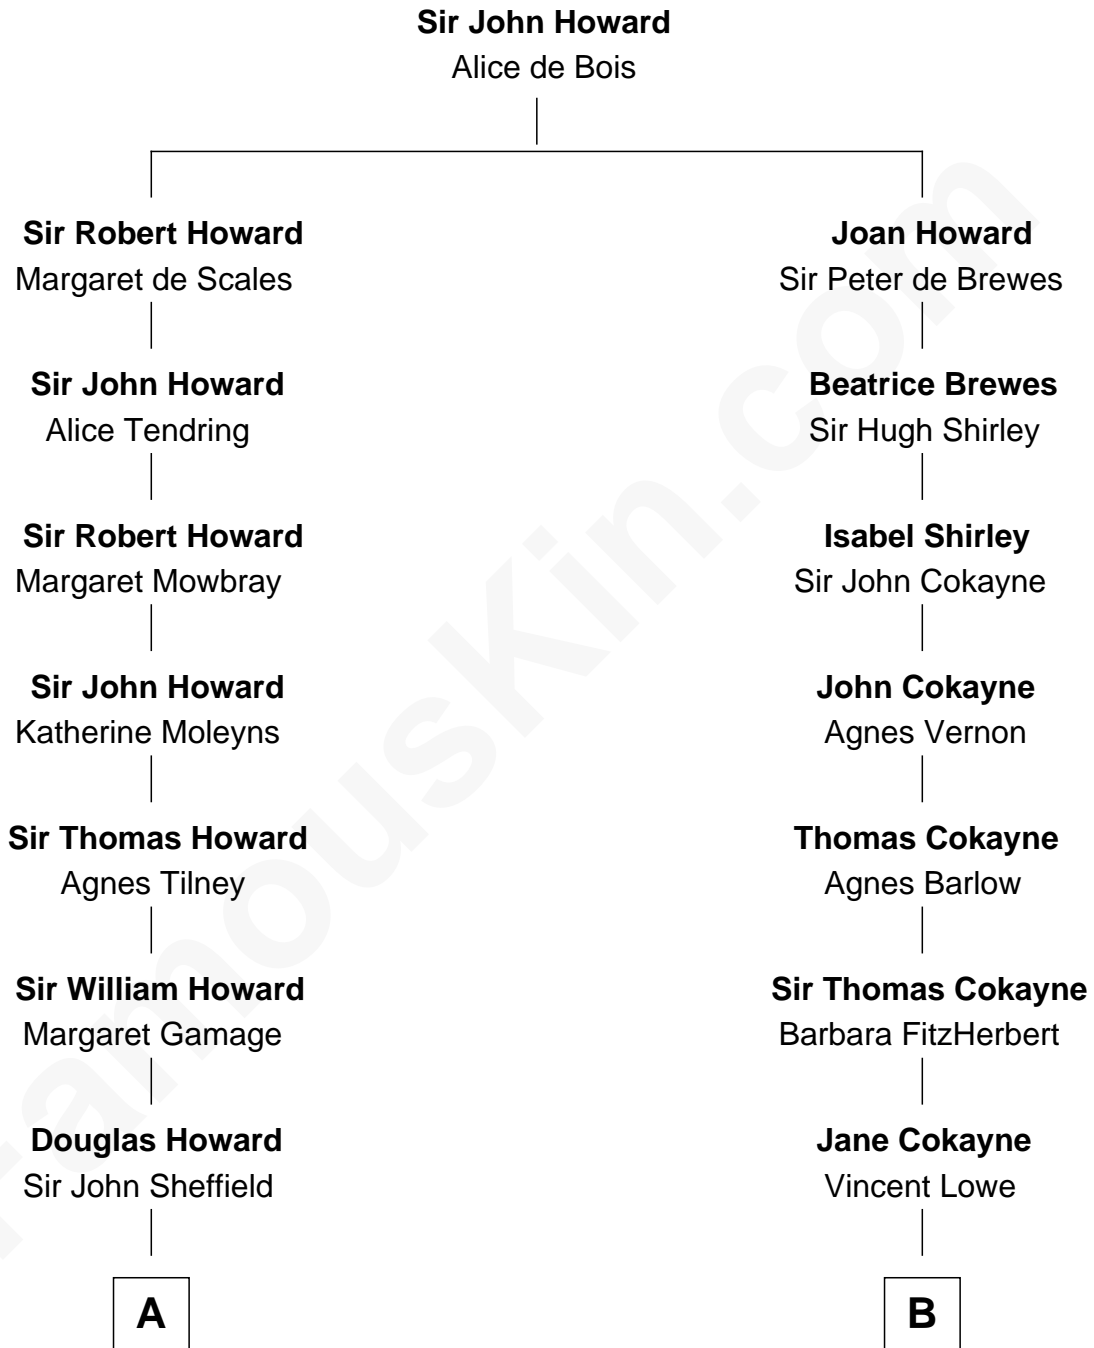 Sir John Howard
Alice de Bois
Sir Robert Howard
Margaret de Scales
Joan Howard
Sir Peter de Brewes
Sir John Howard
Alice Tendring
Beatrice Brewes
Sir Hugh Shirley
Sir Robert Howard
Margaret Mowbray
Isabel Shirley
Sir John Cokayne
Sir John Howard
Katherine Moleyns
John Cokayne
Agnes Vernon
Sir Thomas Howard
Agnes Tilney
Thomas Cokayne
Agnes Barlow
Sir William Howard
Margaret Gamage
Sir Thomas Cokayne
Barbara FitzHerbert
Douglas Howard
Sir John Sheffield
Jane Cokayne
Vincent Lowe
A
B
FamousKin.com